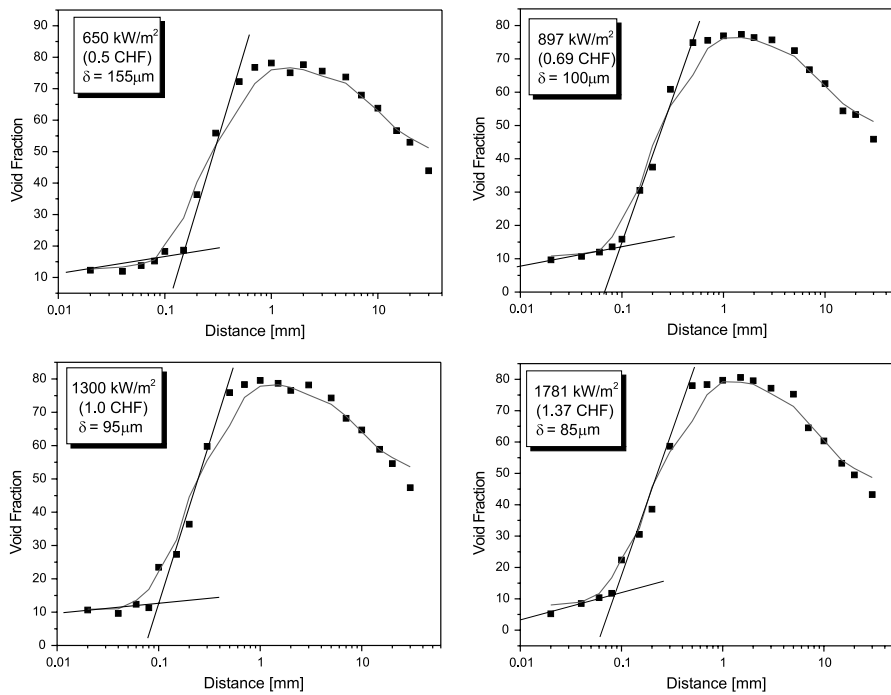 650 kW/m²
(0.5 CHF)
δ = 155μm
Void Fraction
90
80
70
60
50
40
30
20
10
0.01 0.1 1 10
Distance [mm]
897 kW/m²
(0.69 CHF)
δ = 100μm
Void Fraction
80
70
60
50
40
30
20
10
0
0.01 0.1 1 10
Distance [mm]
1300 kW/m²
(1.0 CHF)
δ = 95μm
Void Fraction
80
70
60
50
40
30
20
10
0
0.01 0.1 1 10
Distance [mm]
1781 kW/m²
(1.37 CHF)
δ = 85μm
Void Fraction
80
70
60
50
40
30
20
10
0
0.01 0.1 1 10
Distance [mm]